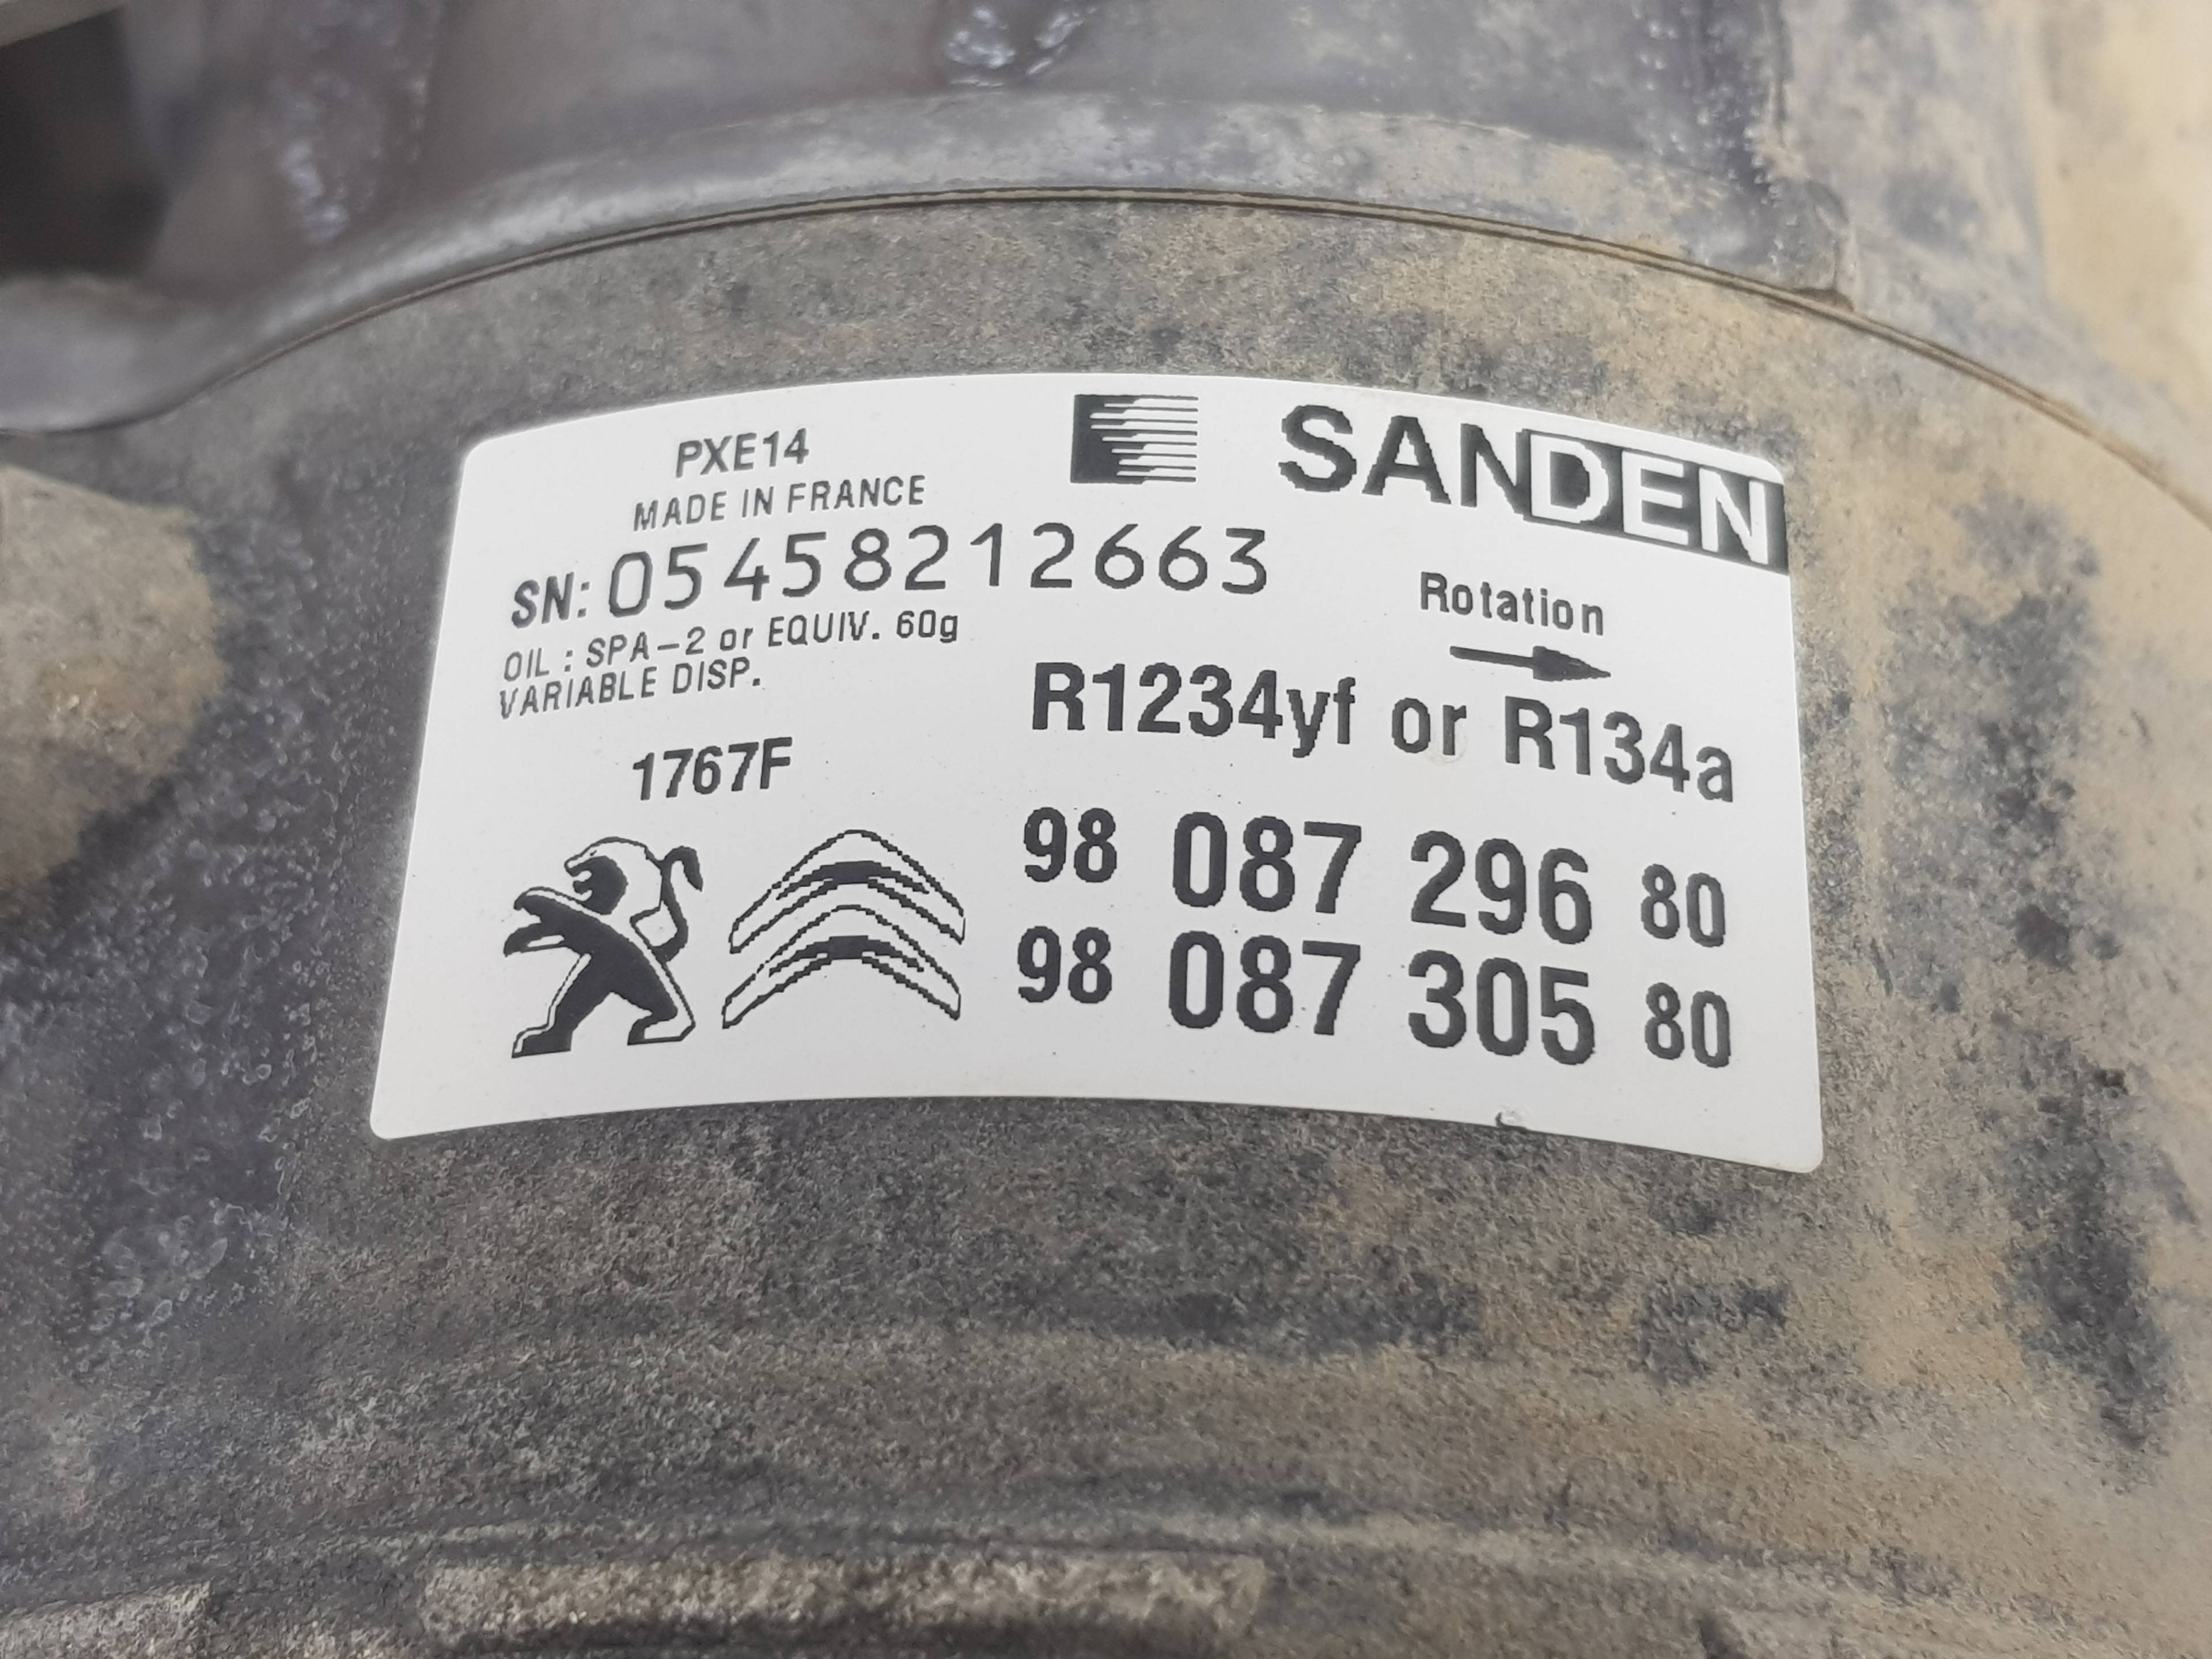 PXE14
MADE IN FRANCE
SN: 05458212663
OIL : SPA-2 or EQUIV. 60g
VARIABLE DISP.
1767F
SANDEN
Rotation
R1234yf or R134a
98 087 296 80
98 087 305 80